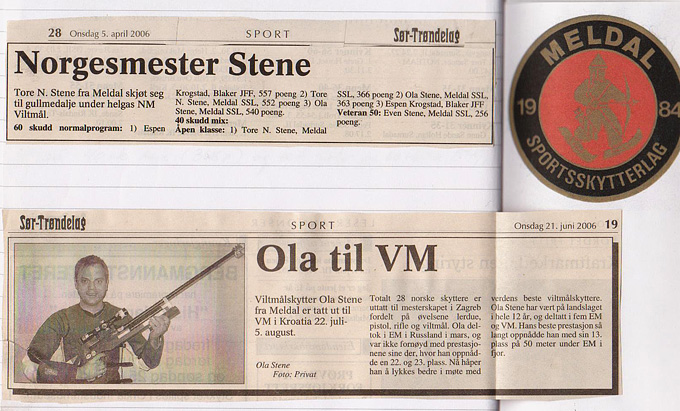 28 Onsdag 5. april 2006
SPORT
Sør-Trøndelag
Norgesmester Stene
Tore N. Stene fra Meldal skjøt seg
til gullmedalje under helgas NM
Viltmål.
60 skudd normalprogram: 1) Espen
Krogstad, Blaker JFF, 557 poeng 2) Tore
N. Stene, Meldal SSL, 552 poeng 3) Ola
Stene, Meldal SSL, 540 poeng.
40 skudd mix:
Åpen klasse: 1) Tore N. Stene, Meldal
SSL, 366 poeng 2) Ola Stene, Meldal SSL,
363 poeng 3) Espen Krogstad, Blaker JFF
Veteran 50: Even Stene, Meldal SSL, 256
poeng.
MELDAL
1984
SPORTSSKYTTERLAG
Sør-Trøndelag
SPORT
Onsdag 21. juni 2006 19
Ola til VM
Viltmålskytter Ola Stene
fra Meldal er tatt ut til
VM i Kroatia 22. juli-
5. august.
Ola Stene
Foto: Privat
Totalt 28 norske skyttere er
uttatt til mesterskapet i Zagreb
fordelt på øvelsene lerdue,
pistol, rifle og viltmål. Ola del-
tok i EM i Russland i mars, og
var ikke fornøyd med prestasjo-
nene sine der, hvor han oppnåd-
de en 22. og 23. plass. Nå håper
han å lykkes bedre i møte med
verdens beste viltmålskyttere.
Ola Stene har vært på landslaget
i hele 12, år, og deltatt i fem EM
og VM. Hans beste prestasjon så
langt oppnådde han med sin 13.
plass på 50 meter under EM i
fjor.